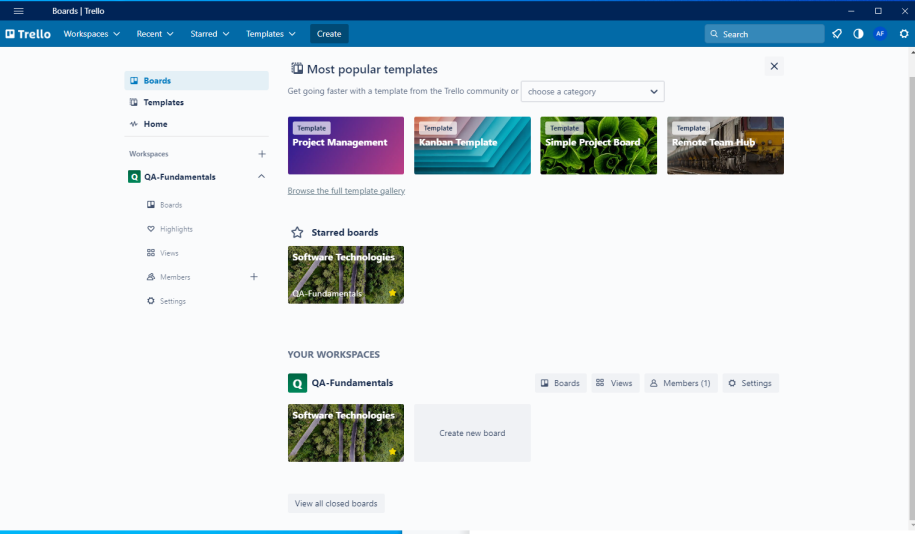 Boards | Trello
Trello Workspaces Recent Starred Templates Create Search AF
Boards
Templates
Home
Workspaces
Q QA-Fundamentals
Boards
Highlights
Views
Members
Settings
Most popular templates
Get going faster with a template from the Trello community or choose a category
Template Template Template Template
Project Management Kanban Template Simple Project Board Remote Team Hub
Browse the full template gallery
Starred boards
Software Technologies
QA-Fundamentals
YOUR WORKSPACES
Q QA-Fundamentals Boards Views Members (1) Settings
Software Technologies
Create new board
View all closed boards